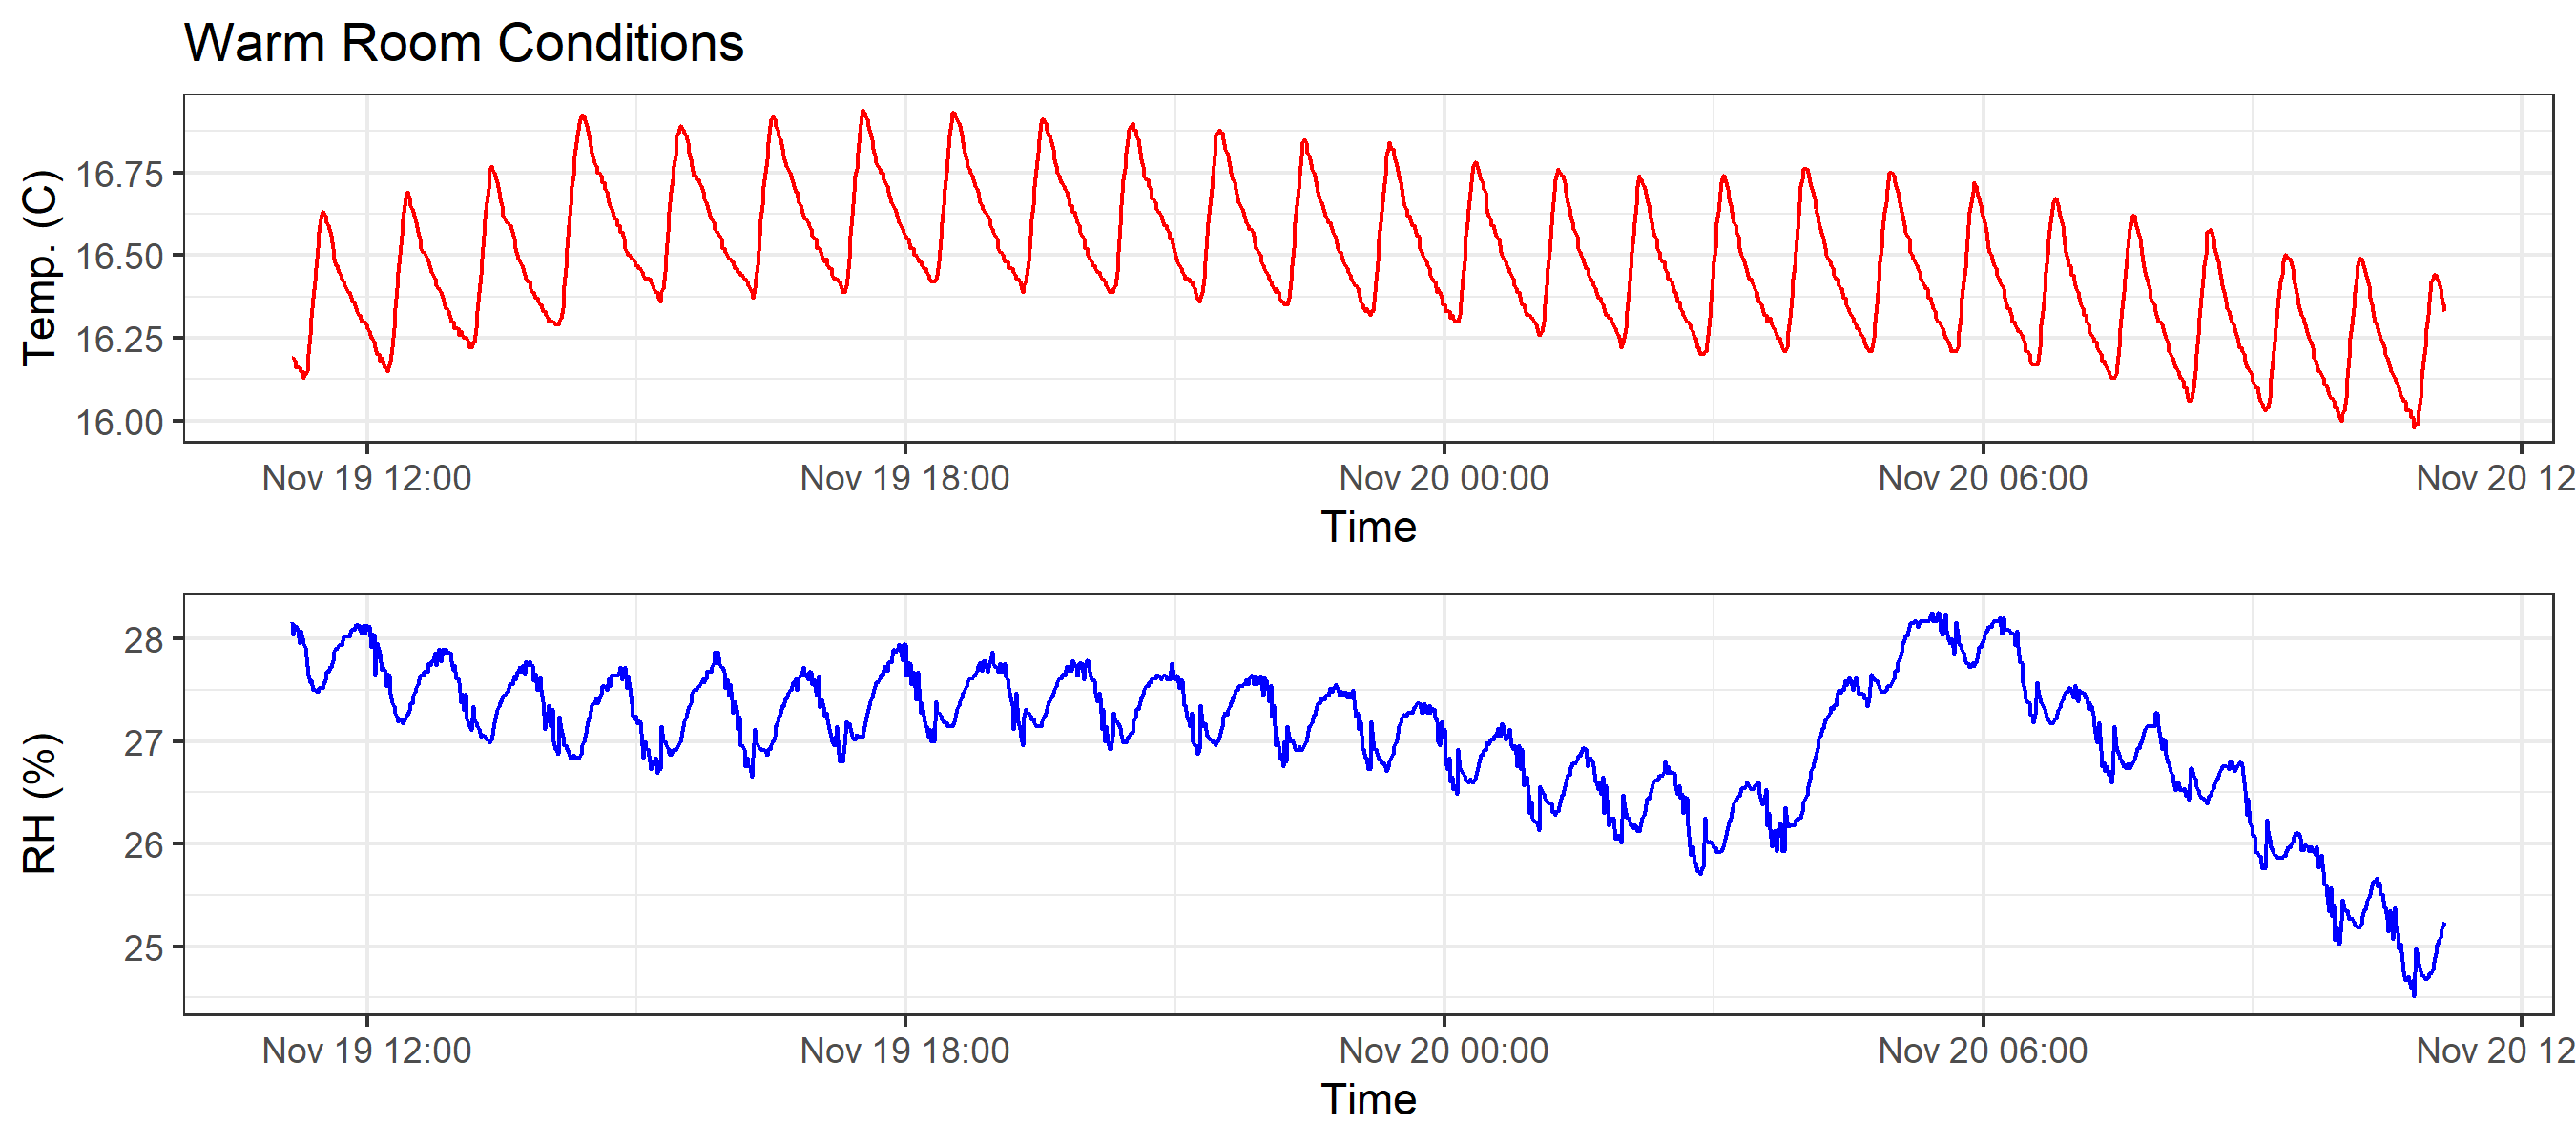 Warm Room Conditions
Temp. (C)
16.75
16.50
16.25
16.00
Nov 19 12:00 Nov 19 18:00 Nov 20 00:00 Nov 20 06:00 Nov 20 12
Time
RH (%)
28
27
26
25
Nov 19 12:00 Nov 19 18:00 Nov 20 00:00 Nov 20 06:00 Nov 20 12
Time